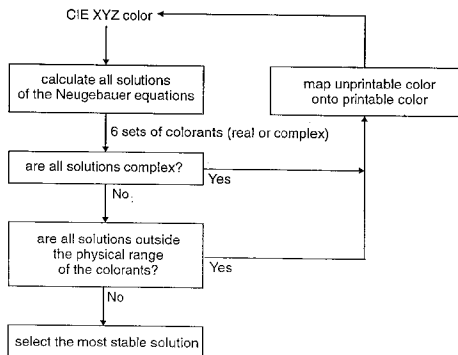 CIE XYZ color
calculate all solutions
of the Neugebauer equations
map unprintable color
onto printable color
6 sets of colorants (real or complex)
are all solutions complex?
Yes
No
are all solutions outside
the physical range
of the colorants?
Yes
No
select the most stable solution